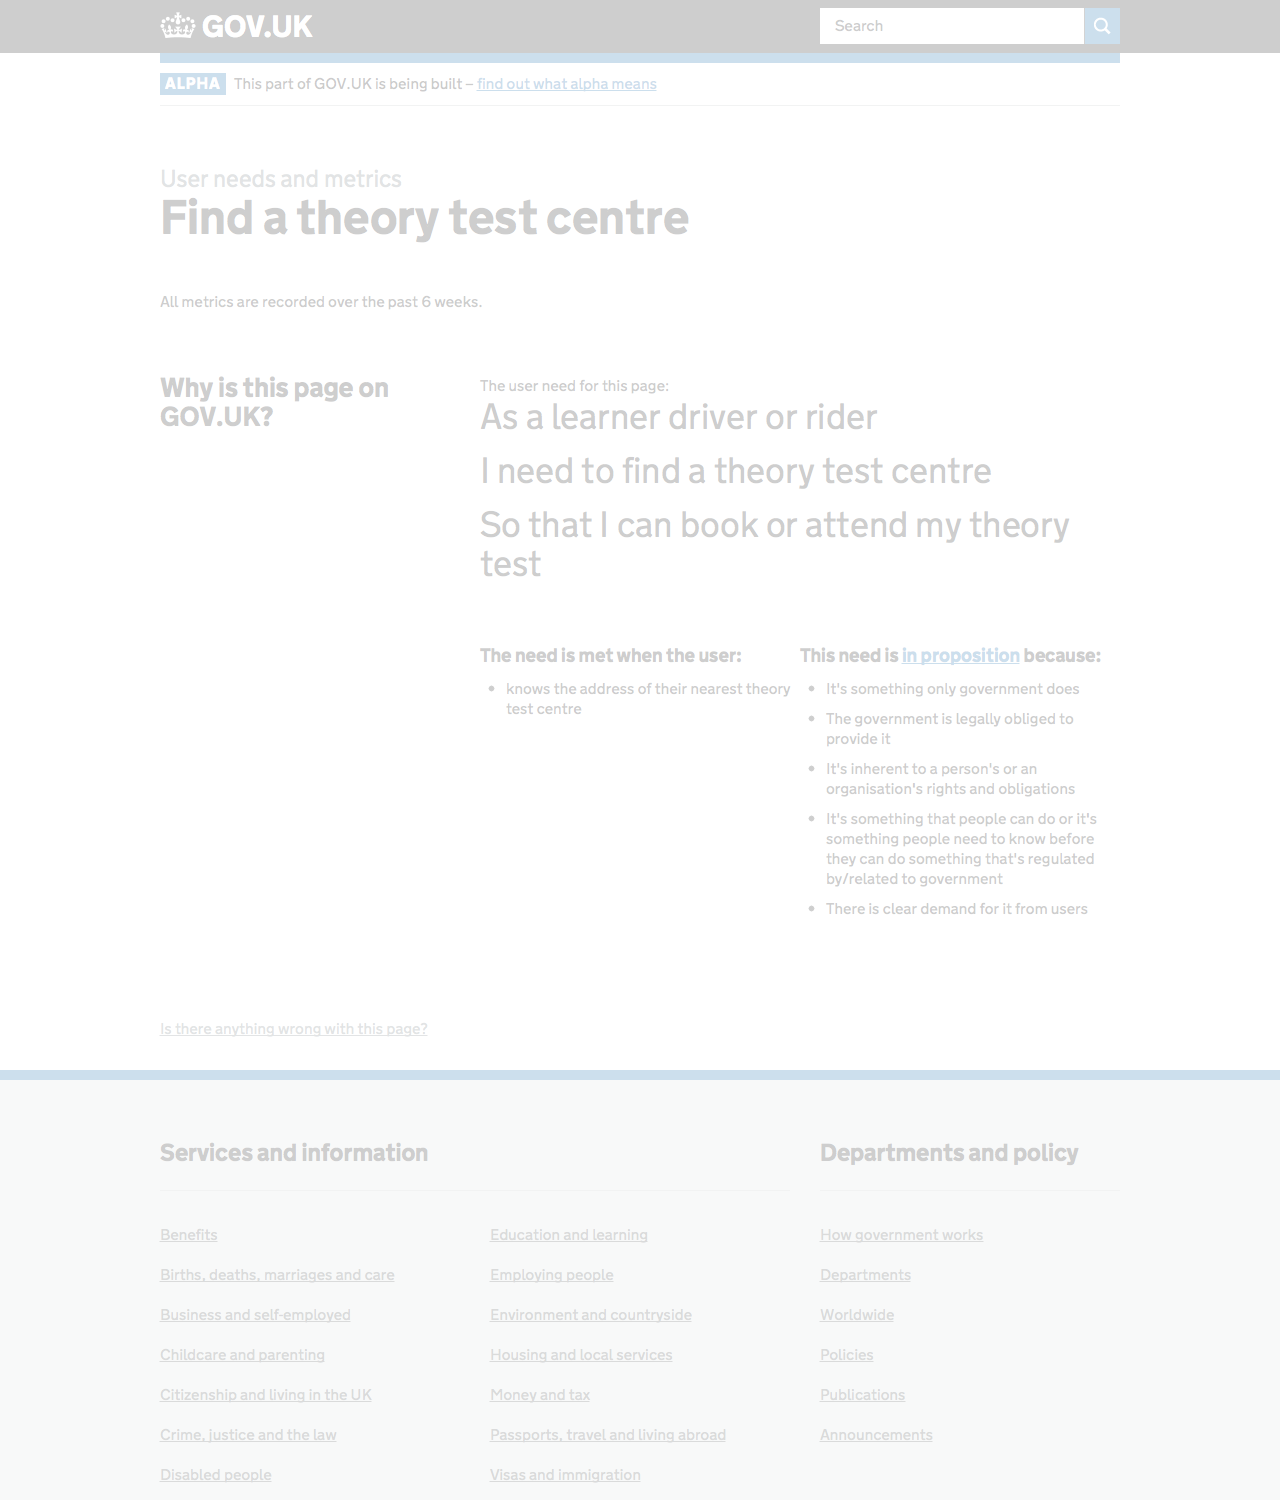 GOV.UK
Search
ALPHA This part of GOV.UK is being built – find out what alpha means
User needs and metrics
Find a theory test centre
All metrics are recorded over the past 6 weeks.
Why is this page on
GOV.UK?
The user need for this page:
As a learner driver or rider
I need to find a theory test centre
So that I can book or attend my theory
test
The need is met when the user:
knows the address of their nearest theory
test centre
This need is in proposition because:
It's something only government does
The government is legally obliged to
provide it
It's inherent to a person's or an
organisation's rights and obligations
It's something that people can do or it's
something people need to know before
they can do something that's regulated
by/related to government
There is clear demand for it from users
Is there anything wrong with this page?
Services and information
Benefits
Births, deaths, marriages and care
Business and self-employed
Childcare and parenting
Citizenship and living in the UK
Crime, justice and the law
Disabled people
Education and learning
Employing people
Environment and countryside
Housing and local services
Money and tax
Passports, travel and living abroad
Visas and immigration
Departments and policy
How government works
Departments
Worldwide
Policies
Publications
Announcements